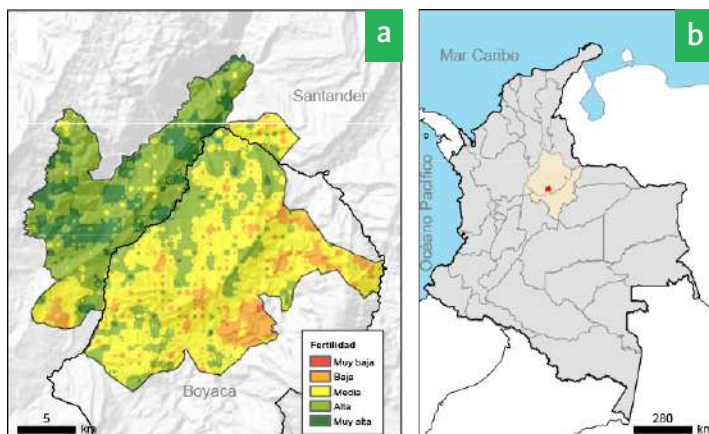 a
Santander
Fertilidad
Muy baja
Baja
Media
Alta
Muy alta
Boyaca
5
km
b
Mar Caribe
Océano Pacífico
280
km